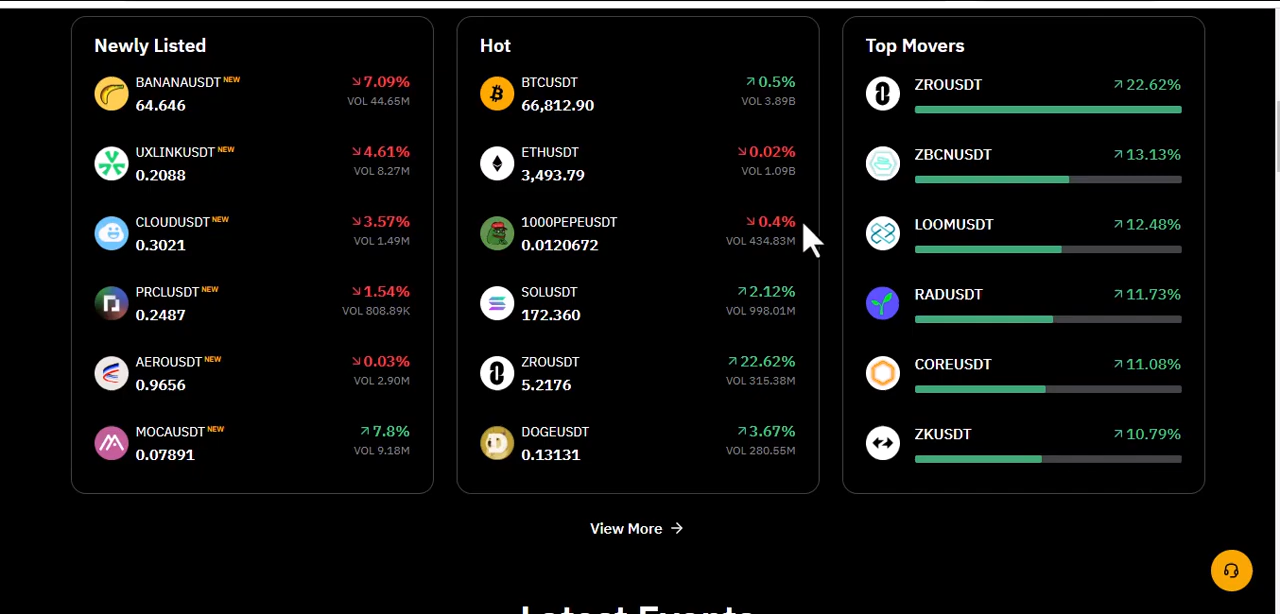 Newly Listed
BANANAUSDT NEW
↘ 7.09%
64.646
VOL 44.65M
UXLINKUSDT NEW
↘ 4.61%
0.2088
VOL 8.27M
CLOUDUSDT NEW
↘ 3.57%
0.3021
VOL 1.49M
PRCLUSDT NEW
↘ 1.54%
0.2487
VOL 808.89K
AEROUSDT NEW
↘ 0.03%
0.9656
VOL 2.90M
MOCAUSDT NEW
↗ 7.8%
0.07891
VOL 9.18M
Hot
BTCUSDT
↗ 0.5%
66,812.90
VOL 3.89B
ETHUSDT
↘ 0.02%
3,493.79
VOL 1.09B
1000PEPEUSDT
↘ 0.4%
0.0120672
VOL 434.83M
SOLUSDT
↗ 2.12%
172.360
VOL 998.01M
ZROUSDT
↗ 22.62%
5.2176
VOL 315.38M
DOGEUSDT
↗ 3.67%
0.13131
VOL 280.55M
Top Movers
ZROUSDT
↗ 22.62%
ZBCNUSDT
↗ 13.13%
LOOMUSDT
↗ 12.48%
RADUSDT
↗ 11.73%
COREUSDT
↗ 11.08%
ZKUSDT
↗ 10.79%
View More →
Latest Events